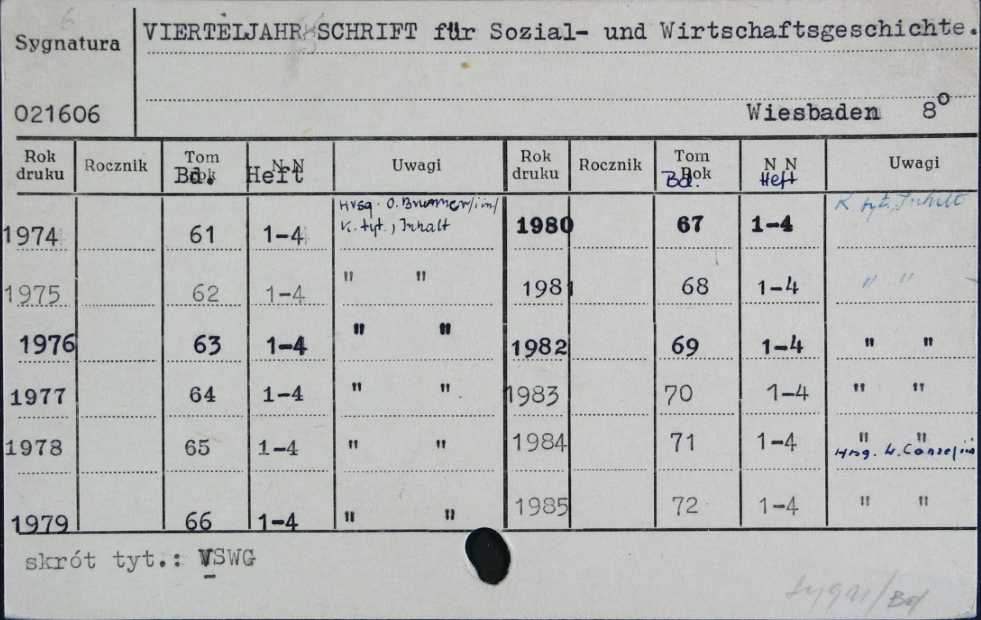 VIERTELJAHRSSCHRIFT für Sozial- und Wirtschaftsgeschichte.
Sygnatura
021606
Wiesbaden 8°
Rok druku Rocznik Tom Rok Bd. N N Heft Uwagi Rok druku Rocznik Tom Rok Bd. N N Heft Uwagi
1974 61 1-4 Hrsg. O. Brunner/in/ K. tyt., Inhalt 1980 67 1-4 K. tyt., Inhalt
1975 62 1-4 " " 1981 68 1-4 " "
1976 63 1-4 " " 1982 69 1-4 " "
1977 64 1-4 " " 1983 70 1-4 " "
1978 65 1-4 " " 1984 71 1-4 " " Hrsg. W. Conze/in
1979 66 1-4 " " 1985 72 1-4 " "
skrót tyt.: VSWG